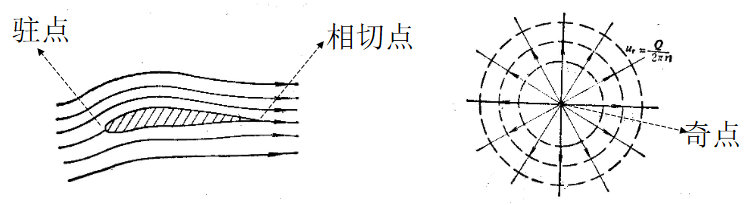 驻点
相切点
u_r = Q/2πr
奇点